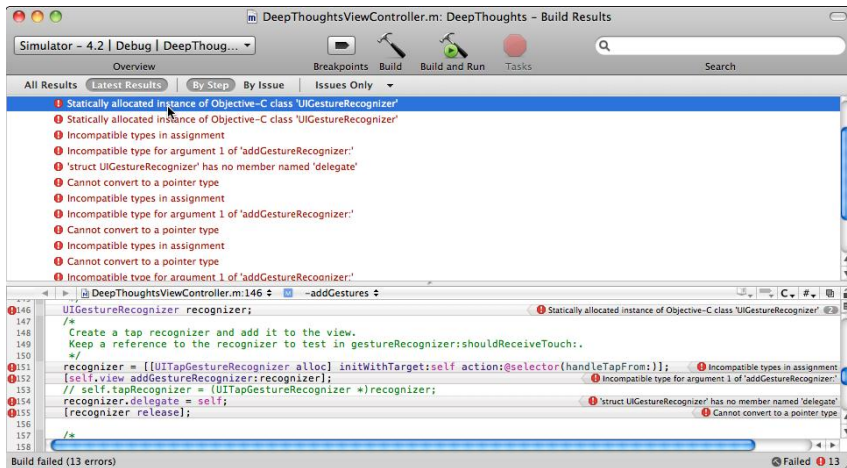 DeepThoughtsViewController.m: DeepThoughts - Build Results
Simulator - 4.2 | Debug | DeepThoug...
Overview Breakpoints Build Build and Run Tasks Search
All Results Latest Results By Step By Issue Issues Only
Statically allocated instance of Objective-C class 'UIGestureRecognizer'
Statically allocated instance of Objective-C class 'UIGestureRecognizer'
Incompatible types in assignment
Incompatible type for argument 1 of 'addGestureRecognizer:'
'struct UIGestureRecognizer' has no member named 'delegate'
Cannot convert to a pointer type
Incompatible types in assignment
Incompatible type for argument 1 of 'addGestureRecognizer:'
Cannot convert to a pointer type
Incompatible types in assignment
Cannot convert to a pointer type
Incompatible type for argument 1 of 'addGestureRecognizer:'
DeepThoughtsViewController.m:146 -addGestures C #
146 UIGestureRecognizer recognizer; Statically allocated instance of Objective-C class 'UIGestureRecognizer' 2
147 /*
148 Create a tap recognizer and add it to the view.
149 Keep a reference to the recognizer to test in gestureRecognizer:shouldReceiveTouch:.
150 */
151 recognizer = [[UITapGestureRecognizer alloc] initWithTarget:self action:@selector(handleTapFrom:)]; Incompatible types in assignment
152 [self.view addGestureRecognizer:recognizer]; Incompatible type for argument 1 of 'addGestureRecognizer:'
153 // self.tapRecognizer = (UITapGestureRecognizer *)recognizer;
154 recognizer.delegate = self; 'struct UIGestureRecognizer' has no member named 'delegate'
155 [recognizer release]; Cannot convert to a pointer type
156
157 /*
158
Build failed (13 errors) Failed 13